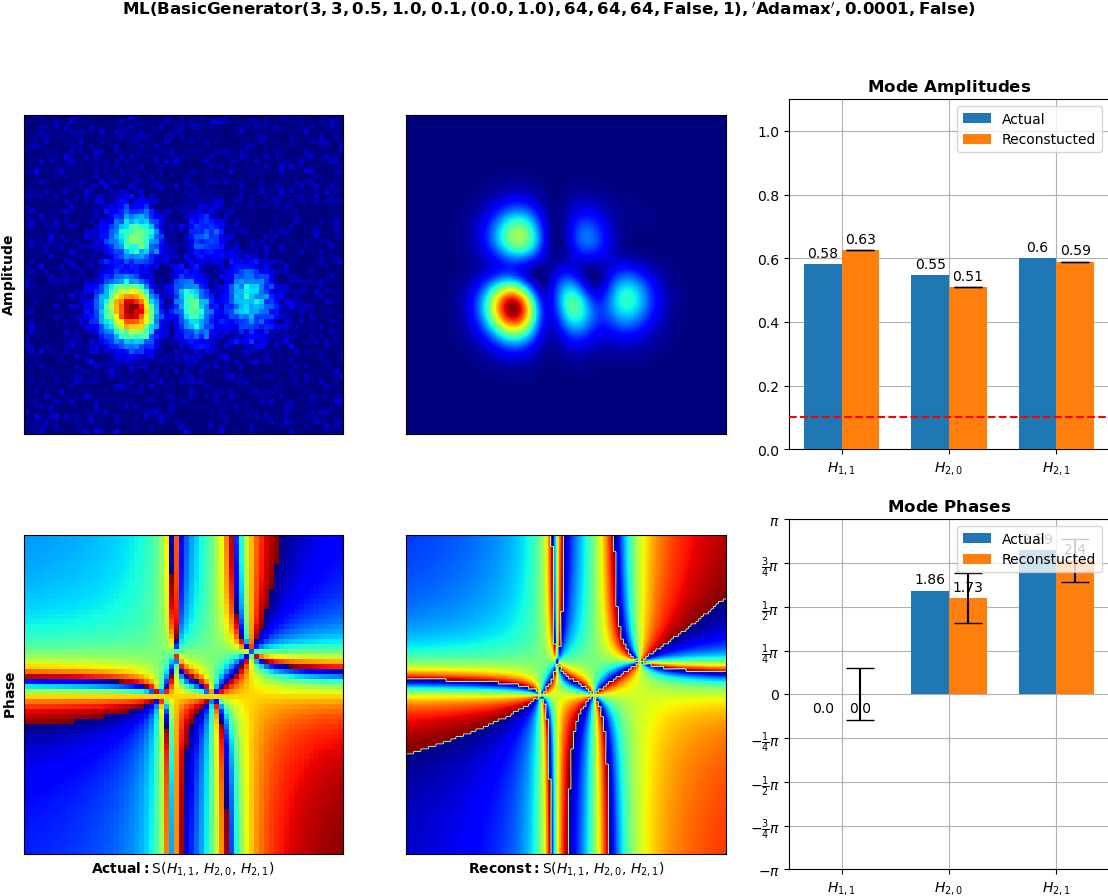 ML(BasicGenerator(3, 3, 0.5, 1.0, 0.1, (0.0, 1.0), 64, 64, 64, False, 1), ′Adamax′, 0.0001, False)
Amplitude
Mode Amplitudes
Actual
Reconstucted
1.0
0.8
0.6
0.4
0.2
0.0
0.58
0.63
0.55
0.51
0.6
0.59
H₁,₁
H₂,₀
H₂,₁
Phase
Actual: S(H₁,₁, H₂,₀, H₂,₁)
Reconst: S(H₁,₁, H₂,₀, H₂,₁)
Mode Phases
Actual
Reconstucted
π
¾π
½π
¼π
0
−¼π
−½π
−¾π
−π
0.0
0.0
1.86
1.73
2.4
H₁,₁
H₂,₀
H₂,₁